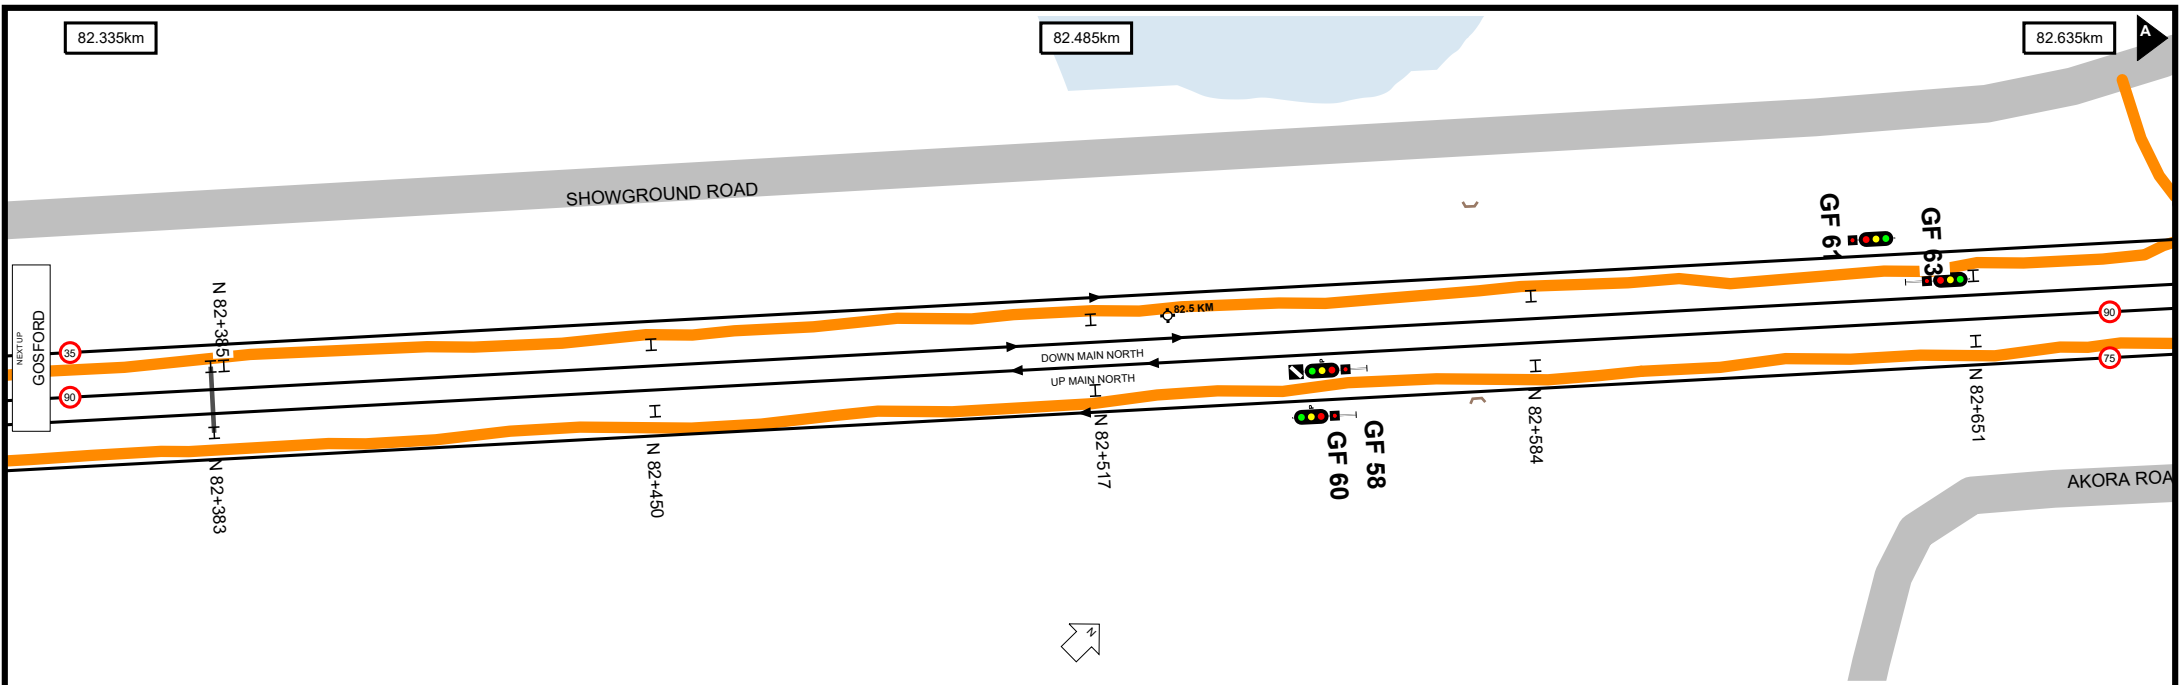 82.335km
82.485km
82.635km
A
SHOWGROUND ROAD
GF 61
GF 63
NEXT UP
GOSFORD
N 82+385
35
90
82.5 KM
DOWN MAIN NORTH
UP MAIN NORTH
90
75
N 82+383
N 82+450
N 82+517
GF 60
GF 58
N 82+584
N 82+651
AKORA ROA
N